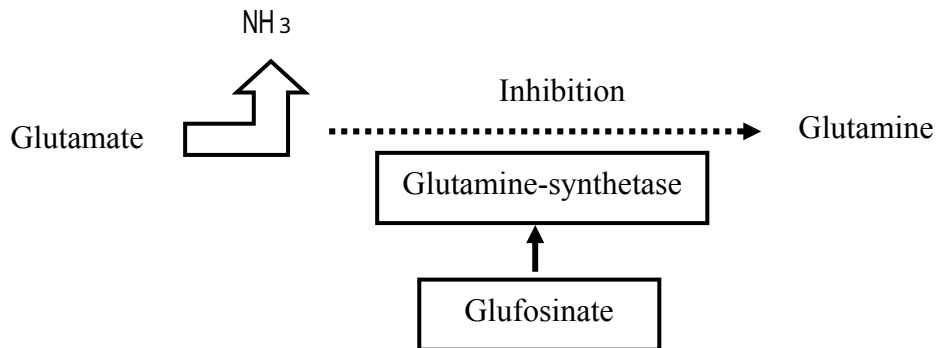 NH3
Inhibition
Glutamate
Glutamine
Glutamine-synthetase
Glufosinate